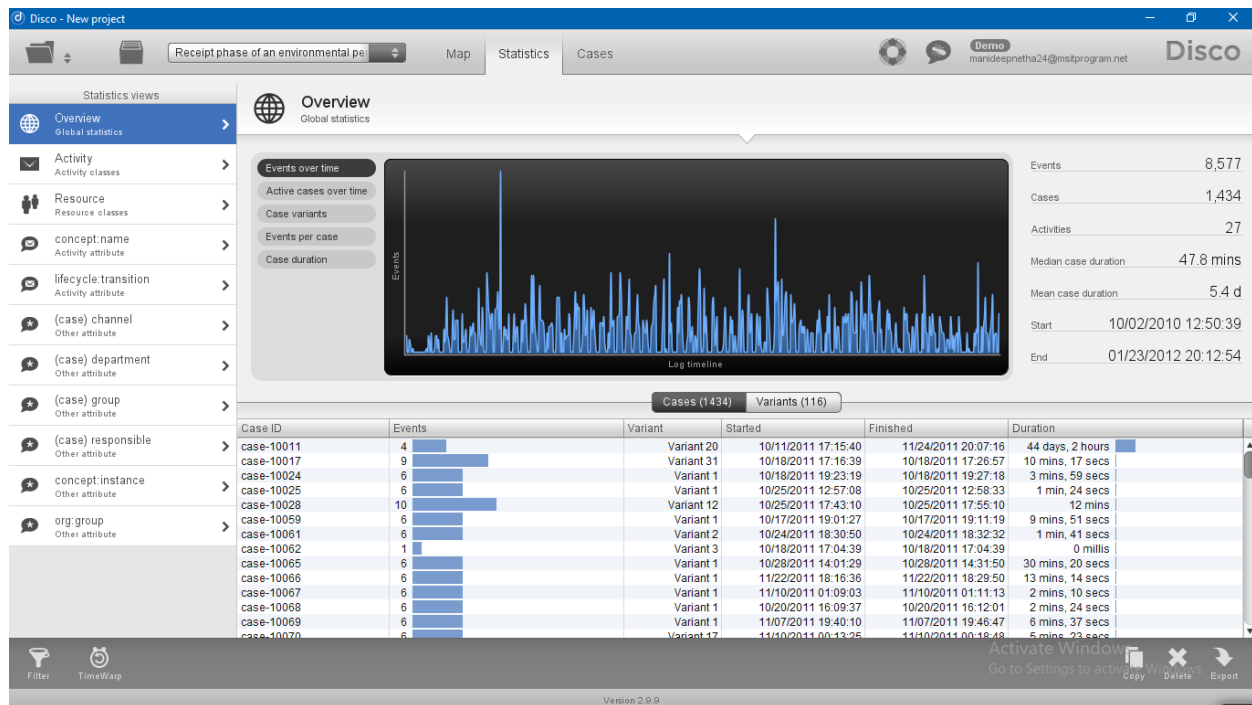 Disco - New project
Receipt phase of an environmental pe
Map
Statistics
Cases
Demo
manideepnetha24@msitprogram.net
Disco
Statistics views
Overview
Global statistics
Activity
Activity classes
Resource
Resource classes
concept:name
Activity attribute
lifecycle:transition
Activity attribute
(case) channel
Other attribute
(case) department
Other attribute
(case) group
Other attribute
(case) responsible
Other attribute
concept:instance
Other attribute
org:group
Other attribute
Overview
Global statistics
Events over time
Active cases over time
Case variants
Events per case
Case duration
Events
Log timeline
Events 8,577
Cases 1,434
Activities 27
Median case duration 47.8 mins
Mean case duration 5.4 d
Start 10/02/2010 12:50:39
End 01/23/2012 20:12:54
Cases (1434) Variants (116)
Case ID Events Variant Started Finished Duration
case-10011 4 Variant 20 10/11/2011 17:15:40 11/24/2011 20:07:16 44 days, 2 hours
case-10017 9 Variant 31 10/18/2011 17:16:39 10/18/2011 17:26:57 10 mins, 17 secs
case-10024 6 Variant 1 10/18/2011 19:23:19 10/18/2011 19:27:18 3 mins, 59 secs
case-10025 6 Variant 1 10/25/2011 12:57:08 10/25/2011 12:58:33 1 min, 24 secs
case-10028 10 Variant 12 10/25/2011 17:43:10 10/25/2011 17:55:10 12 mins
case-10059 6 Variant 1 10/17/2011 19:01:27 10/17/2011 19:11:19 9 mins, 51 secs
case-10061 6 Variant 2 10/24/2011 18:30:50 10/24/2011 18:32:32 1 min, 41 secs
case-10062 1 Variant 3 10/18/2011 17:04:39 10/18/2011 17:04:39 0 millis
case-10065 6 Variant 1 10/28/2011 14:01:29 10/28/2011 14:31:50 30 mins, 20 secs
case-10066 6 Variant 1 11/22/2011 18:16:36 11/22/2011 18:29:50 13 mins, 14 secs
case-10067 6 Variant 1 11/10/2011 01:09:03 11/10/2011 01:11:13 2 mins, 10 secs
case-10068 6 Variant 1 10/20/2011 16:09:37 10/20/2011 16:12:01 2 mins, 24 secs
case-10069 6 Variant 1 11/07/2011 19:40:10 11/07/2011 19:46:47 6 mins, 37 secs
case-10070 6 Variant 17 11/10/2011 00:13:25 11/10/2011 00:18:48 5 mins, 23 secs
Activate Windows
Go to Settings to activate Windows.
Filter
TimeWarp
Copy
Delete
Export
Version 2.9.9